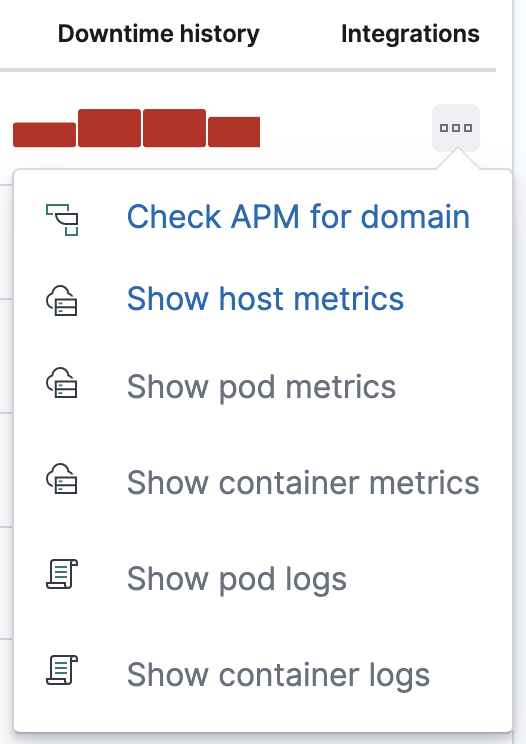 Downtime history Integrations
Check APM for domain
Show host metrics
Show pod metrics
Show container metrics
Show pod logs
Show container logs